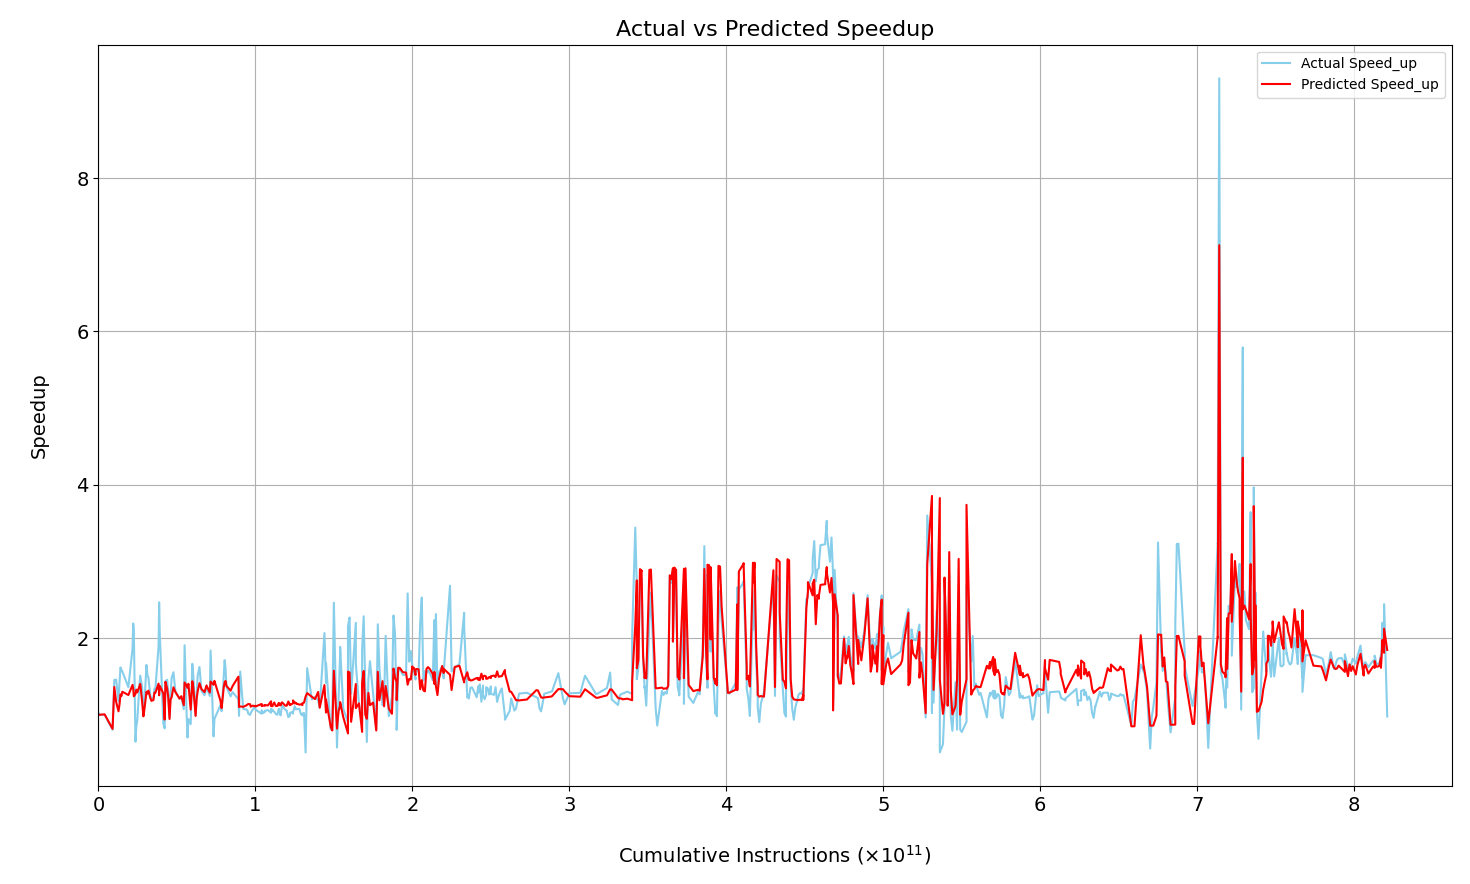 Actual vs Predicted Speedup
Actual Speed_up
Predicted Speed_up
8
6
4
2
Speedup
0 1 2 3 4 5 6 7 8
Cumulative Instructions (×10¹¹)